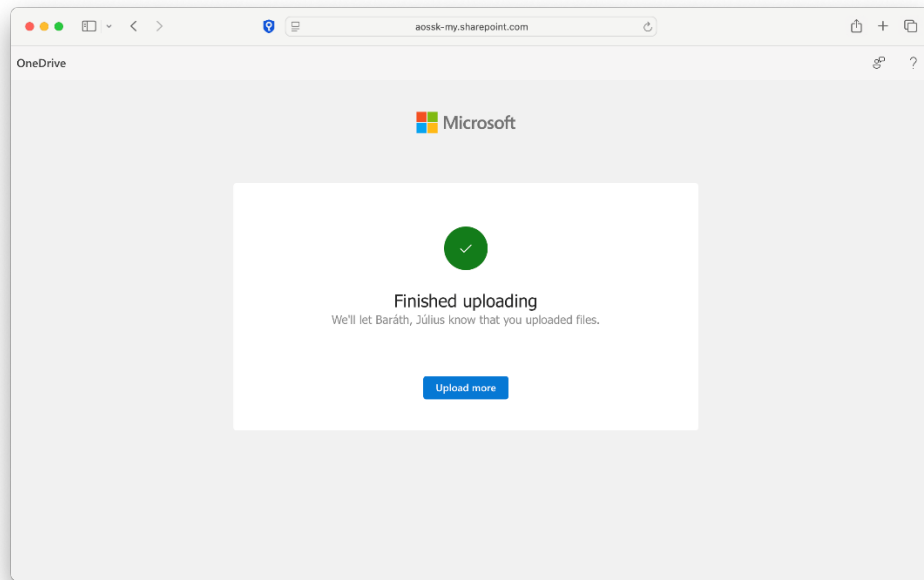 aossk-my.sharepoint.com
OneDrive
?
Microsoft
Finished uploading
We'll let Baráth, Július know that you uploaded files.
Upload more